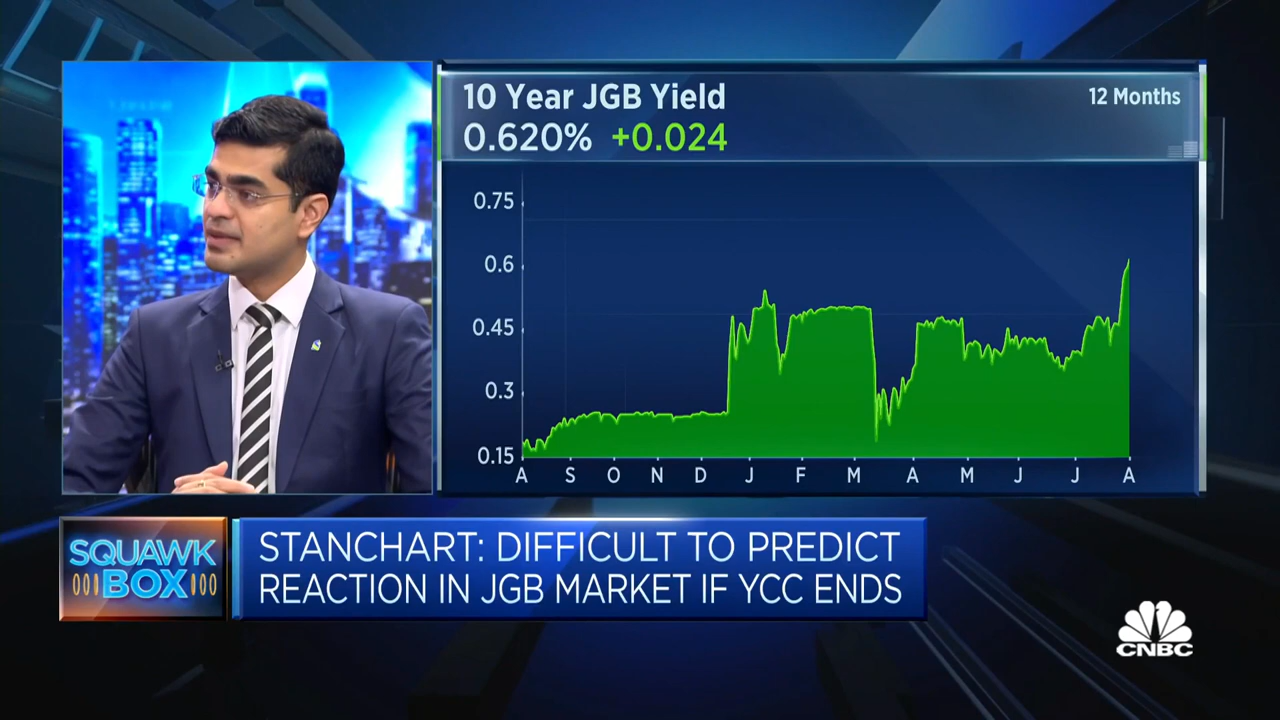 10 Year JGB Yield
12 Months
0.620% +0.024
0.75
0.6
0.45
0.3
0.15
A S O N D J F M A M J J A
SQUAWK
BOX
STANCHART: DIFFICULT TO PREDICT
REACTION IN JGB MARKET IF YCC ENDS
CNBC